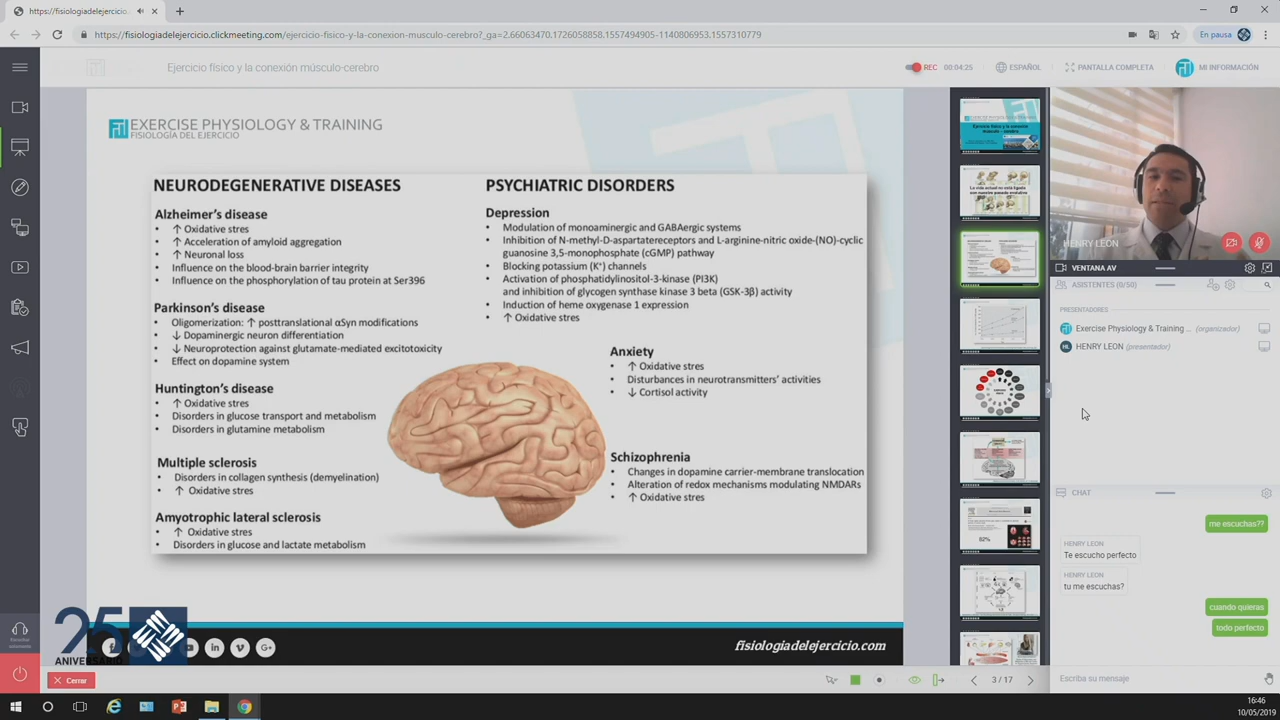 https://fisiologiadelejercicio
https://fisiologiadelejercicio.clickmeeting.com/ejercicio-fisico-y-la-conexion-musculo-cerebro?_ga=2.66063470.1726058858.1557494905-1140806953.1557310779
En pausa
Ejercicio físico y la conexión músculo-cerebro
REC 00:04:25
ESPAÑOL
PANTALLA COMPLETA
MI INFORMACIÓN
EXERCISE PHYSIOLOGY & TRAINING
FISIOLOGÍA DEL EJERCICIO
NEURODEGENERATIVE DISEASES
Alzheimer's disease
• ↑ Oxidative stres
• ↑ Acceleration of amyloid aggregation
• ↑ Neuronal loss
• Influence on the blood-brain barrier integrity
• Influence on the phosphorylation of tau protein at Ser396
Parkinson's disease
• Oligomerization: ↑ posttranslational αSyn modifications
• ↓ Dopaminergic neuron differentiation
• ↓ Neuroprotection against glutamate-mediated excitotoxicity
• Effect on dopamine system
Huntington's disease
• ↑ Oxidative stres
• Disorders in glucose transport and metabolism
• Disorders in glutamine metabolism
Multiple sclerosis
• Disorders in collagen synthesis (demyelination)
• ↑ Oxidative stres
Amyotrophic lateral sclerosis
• ↑ Oxidative stres
• Disorders in glucose and lactate metabolism
PSYCHIATRIC DISORDERS
Depression
• Modulation of monoaminergic and GABAergic systems
• Inhibition of N-methyl-D-aspartatereceptors and L-arginine-nitric oxide-(NO)-cyclic
guanosine 3,5-monophosphate (cGMP) pathway
• Blocking potassium (K⁺) channels
• Activation of phosphatidylinositol-3-kinase (PI3K)
and inhibition of glycogen synthase kinase 3 beta (GSK-3β) activity
• Induction of heme oxygenase 1 expression
• ↑ Oxidative stres
Anxiety
• ↑ Oxidative stres
• Disturbances in neurotransmitters' activities
• ↓ Cortisol activity
Schizophrenia
• Changes in dopamine carrier-membrane translocation
• Alteration of redox mechanisms modulating NMDARs
• ↑ Oxidative stres
25
ANIVERSARIO
fisiologiadelejercicio.com
82%
HENRY LEON
VENTANA AV
ASISTENTES (0/50)
PRESENTADORES
Exercise Physiology & Training ... (organizador)
HL HENRY LEON (presentador)
CHAT
me escuchas??
HENRY LEON
Te escucho perfecto
HENRY LEON
tu me escuchas?
cuando quieras
todo perfecto
Escriba su mensaje
Cerrar
3 / 17
16:46
10/05/2019